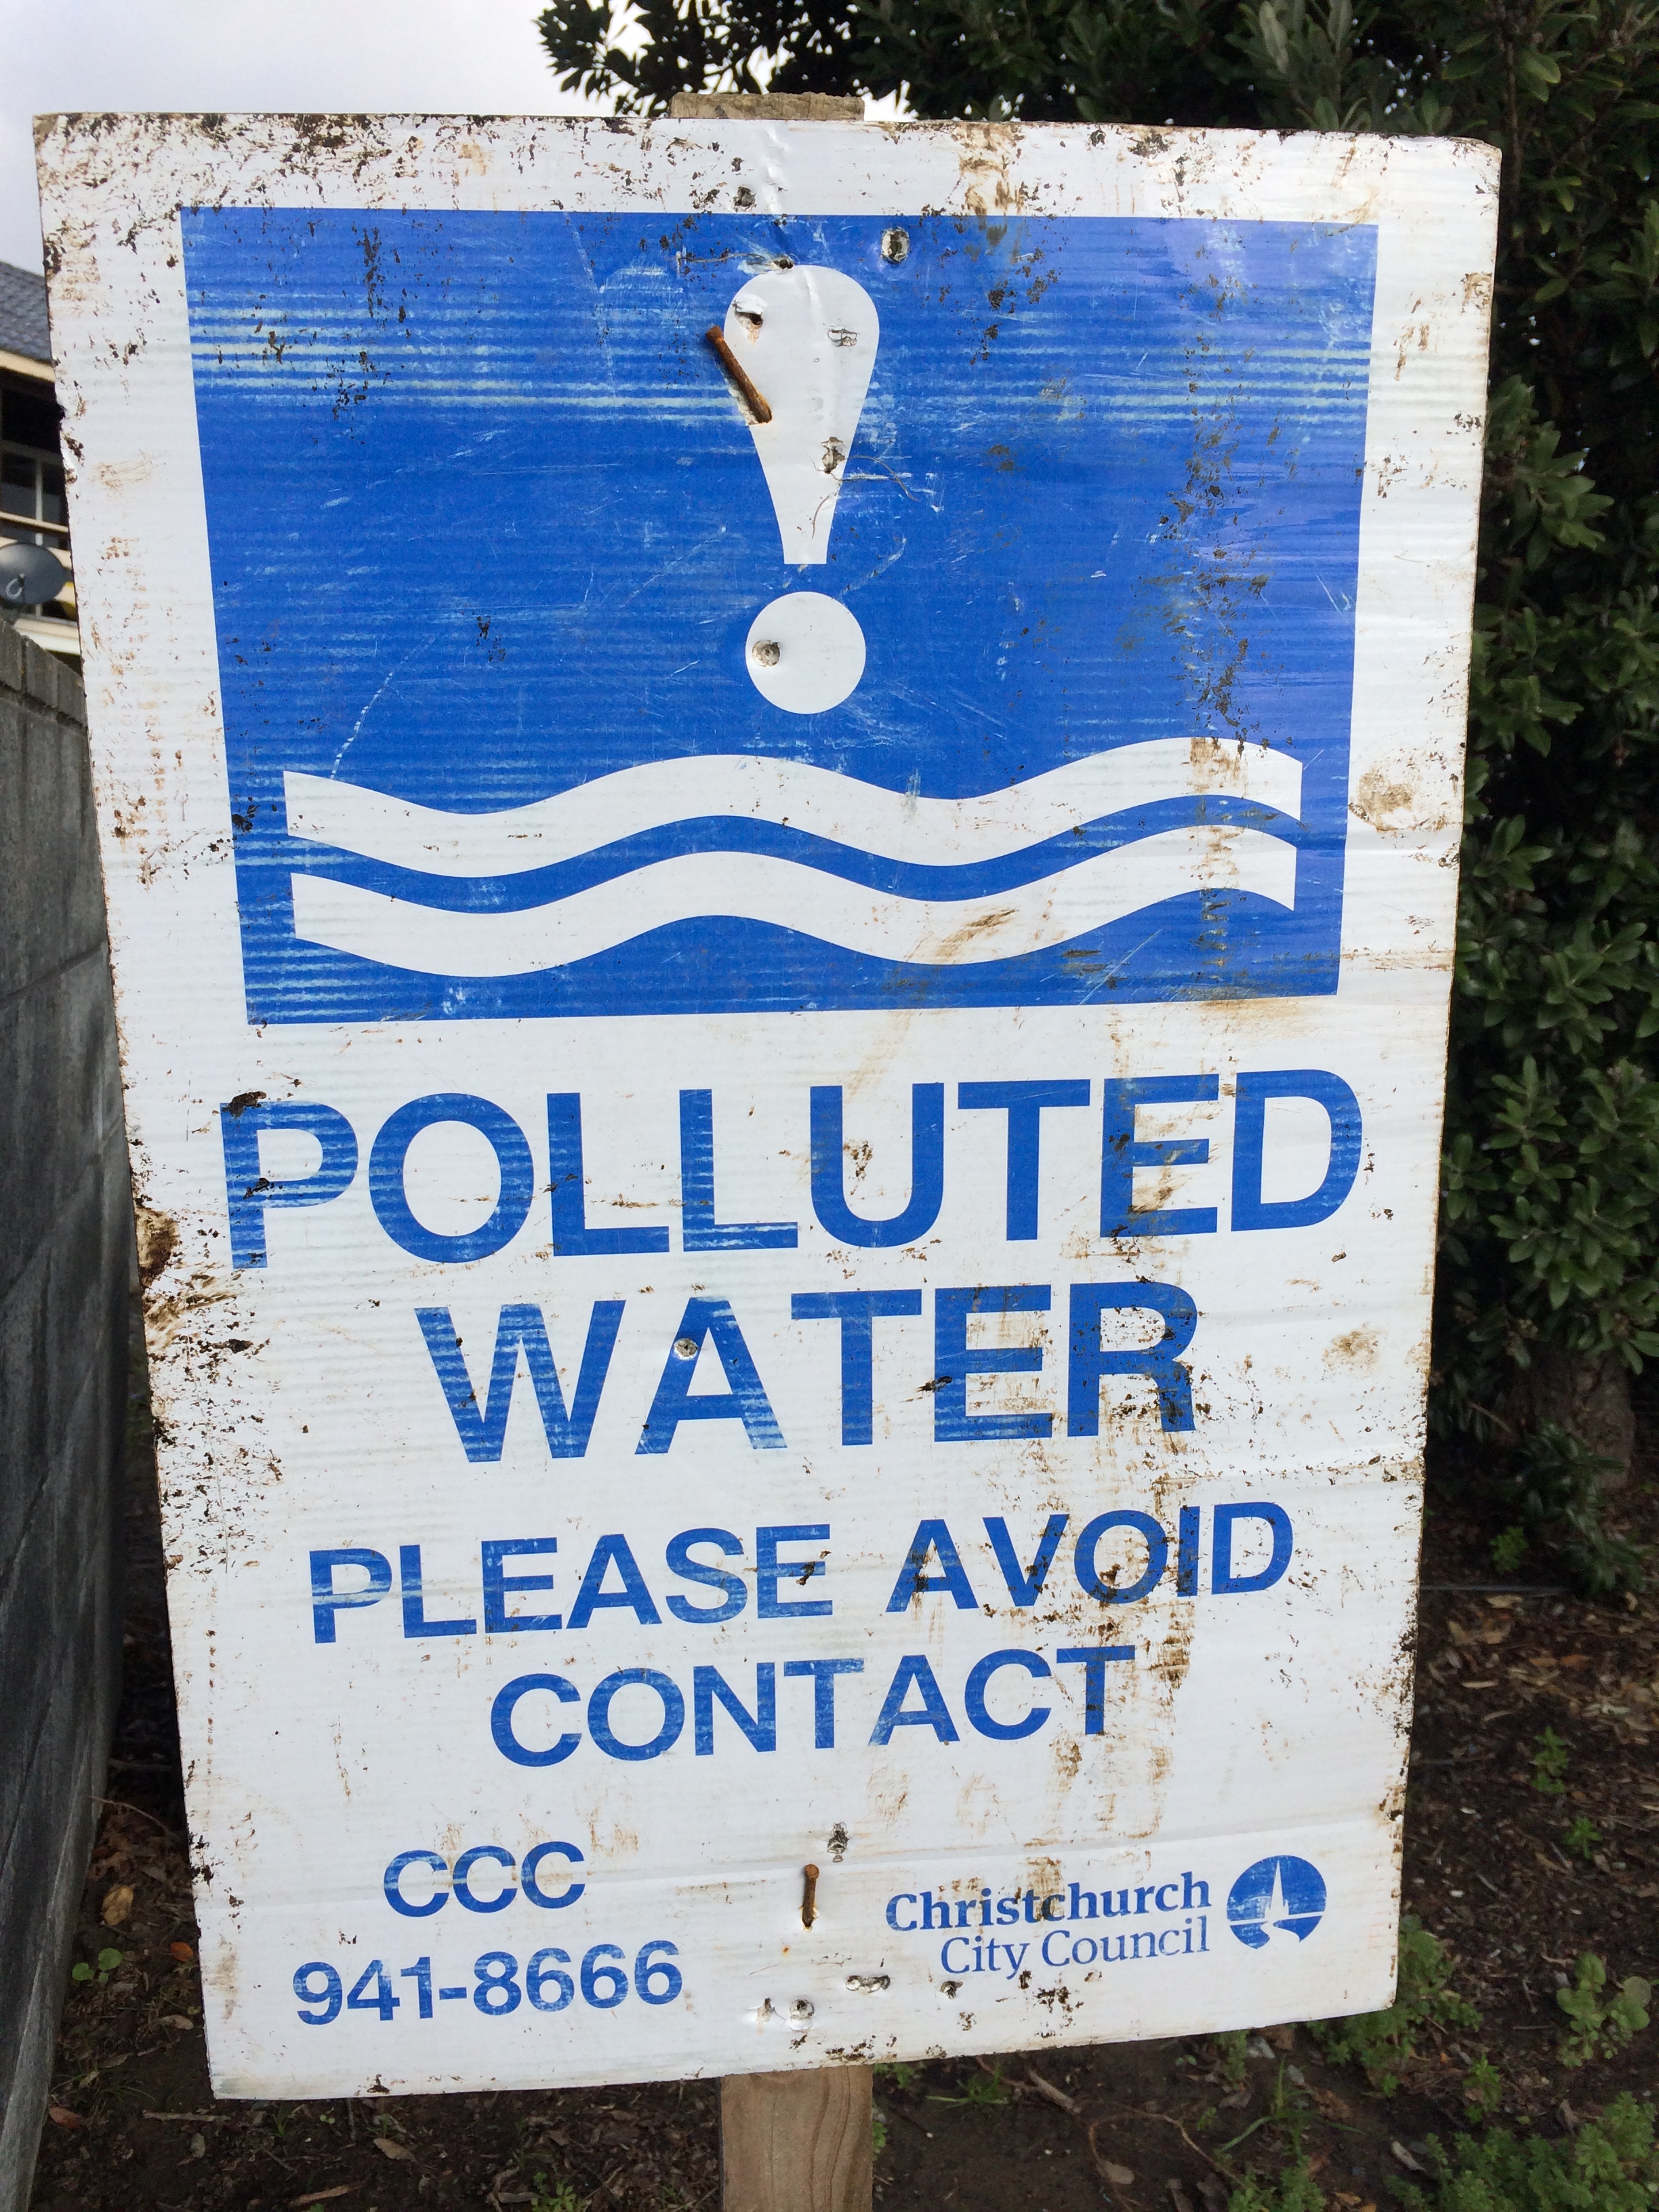 POLLUTED
WATER
PLEASE AVOID
CONTACT
CCC
941-8666
Christchurch
City Council